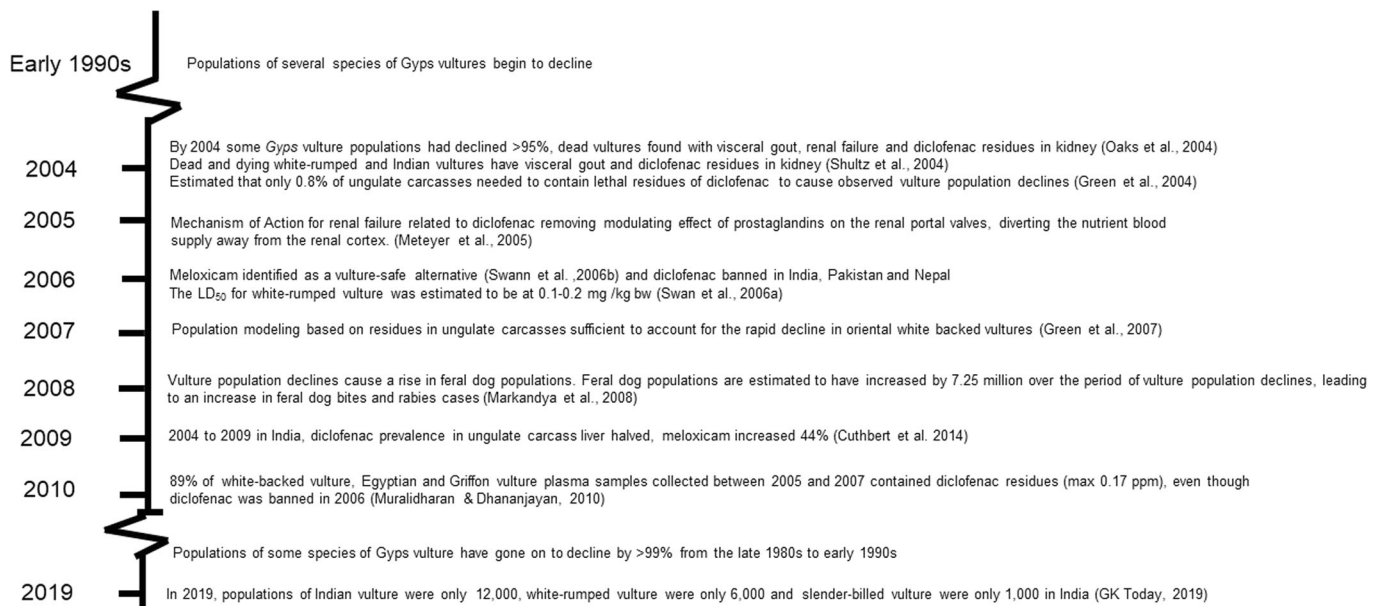 Early 1990s
Populations of several species of Gyps vultures begin to decline
2004
By 2004 some Gyps vulture populations had declined >95%, dead vultures found with visceral gout, renal failure and diclofenac residues in kidney (Oaks et al., 2004)
Dead and dying white-rumped and Indian vultures have visceral gout and diclofenac residues in kidney (Shultz et al., 2004)
Estimated that only 0.8% of ungulate carcasses needed to contain lethal residues of diclofenac to cause observed vulture population declines (Green et al., 2004)
2005
Mechanism of Action for renal failure related to diclofenac removing modulating effect of prostaglandins on the renal portal valves, diverting the nutrient blood
supply away from the renal cortex. (Meteyer et al., 2005)
2006
Meloxicam identified as a vulture-safe alternative (Swann et al. ,2006b) and diclofenac banned in India, Pakistan and Nepal
The LD50 for white-rumped vulture was estimated to be at 0.1-0.2 mg /kg bw (Swan et al., 2006a)
2007
Population modeling based on residues in ungulate carcasses sufficient to account for the rapid decline in oriental white backed vultures (Green et al., 2007)
2008
Vulture population declines cause a rise in feral dog populations. Feral dog populations are estimated to have increased by 7.25 million over the period of vulture population declines, leading
to an increase in feral dog bites and rabies cases (Markandya et al., 2008)
2009
2004 to 2009 in India, diclofenac prevalence in ungulate carcass liver halved, meloxicam increased 44% (Cuthbert et al. 2014)
2010
89% of white-backed vulture, Egyptian and Griffon vulture plasma samples collected between 2005 and 2007 contained diclofenac residues (max 0.17 ppm), even though
diclofenac was banned in 2006 (Muralidharan & Dhananjayan, 2010)
Populations of some species of Gyps vulture have gone on to decline by >99% from the late 1980s to early 1990s
2019
In 2019, populations of Indian vulture were only 12,000, white-rumped vulture were only 6,000 and slender-billed vulture were only 1,000 in India (GK Today, 2019)